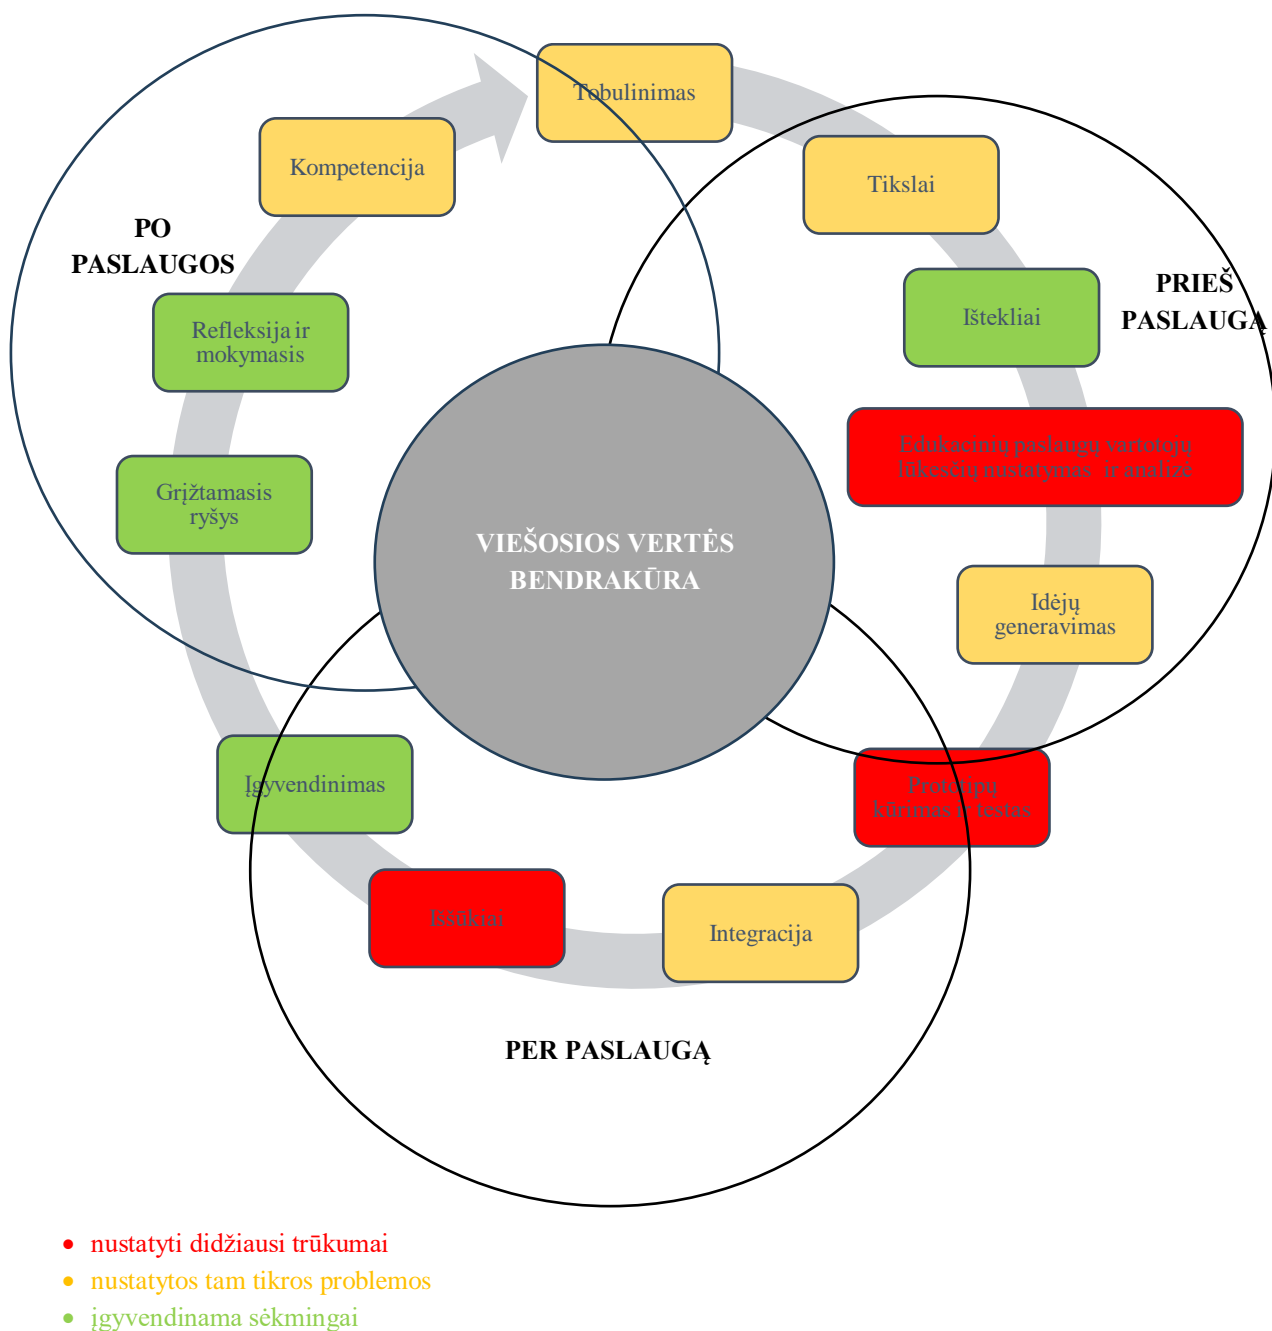 Tobulinimas
Tikslai
Kompetencija
PO
PASLAUGOS
PRIEŠ
PASLAUGĄ
Ištekliai
Refleksija ir
mokymasis
Edukacinių paslaugų vartotojų
lūkesčių nustatymas ir analizė
Grįžtamasis
ryšys
VIEŠOSIOS VERTĖS
BENDRAKŪRA
Idėjų
generavimas
Įgyvendinimas
Prototipų
kūrimas ir testas
Iššūkiai
Integracija
PER PASLAUGĄ
• nustatyti didžiausi trūkumai
• nustatytos tam tikros problemos
• įgyvendinama sėkmingai